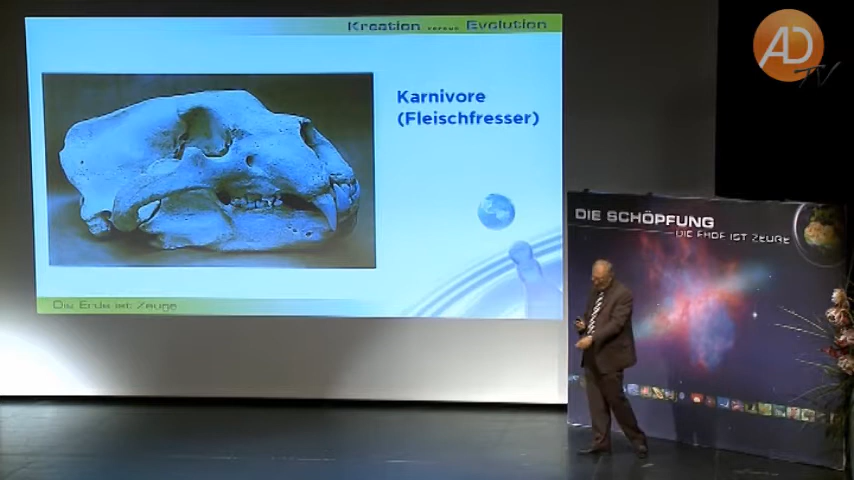 Kreation versus Evolution
Karnivore
(Fleischfresser)
Die Erde ist Zeuge
AD
TV
DIE SCHÖPFUNG
DIE ERDE IST ZEUGE